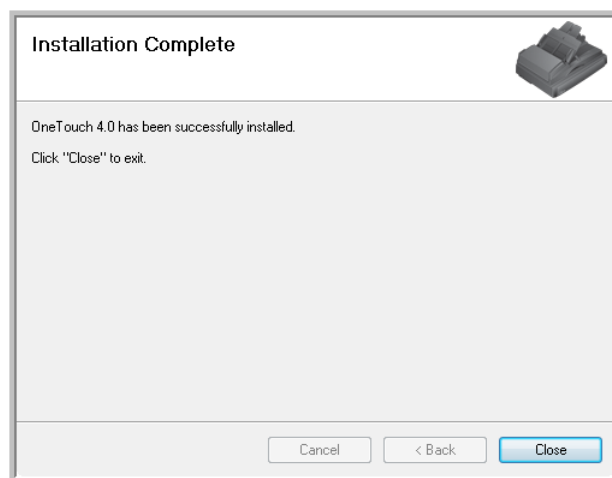 Installation Complete
OneTouch 4.0 has been successfully installed.
Click "Close" to exit.
Cancel
< Back
Close